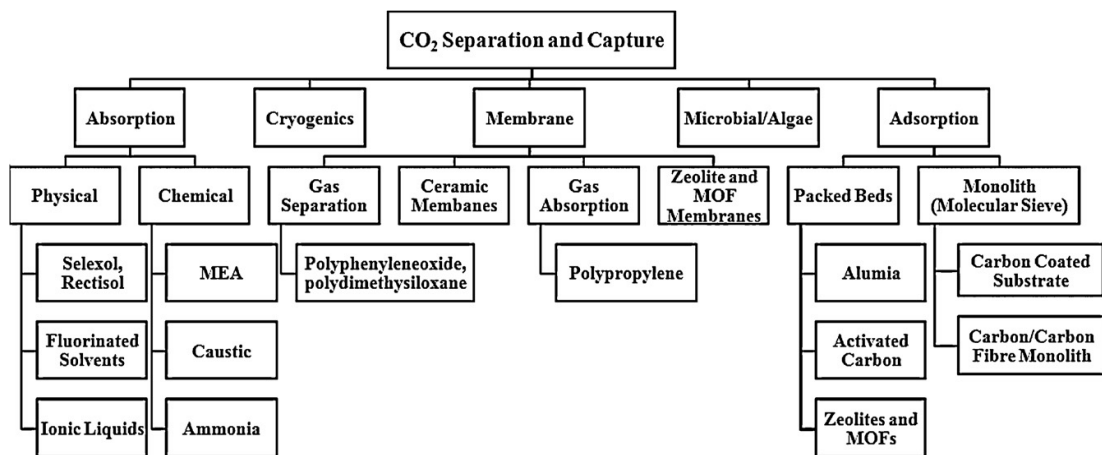 CO₂ Separation and Capture
Absorption
Cryogenics
Membrane
Microbial/Algae
Adsorption
Physical
Chemical
Gas
Separation
Ceramic
Membanes
Gas
Absorption
Zeolite and
MOF
Membranes
Packed Beds
Monolith
(Molecular Sieve)
Selexol,
Rectisol
Fluorinated
Solvents
Ionic Liquids
MEA
Caustic
Ammonia
Polyphenyleneoxide,
polydimethysiloxane
Polypropylene
Alumia
Activated
Carbon
Zeolites and
MOFs
Carbon Coated
Substrate
Carbon/Carbon
Fibre Monolith